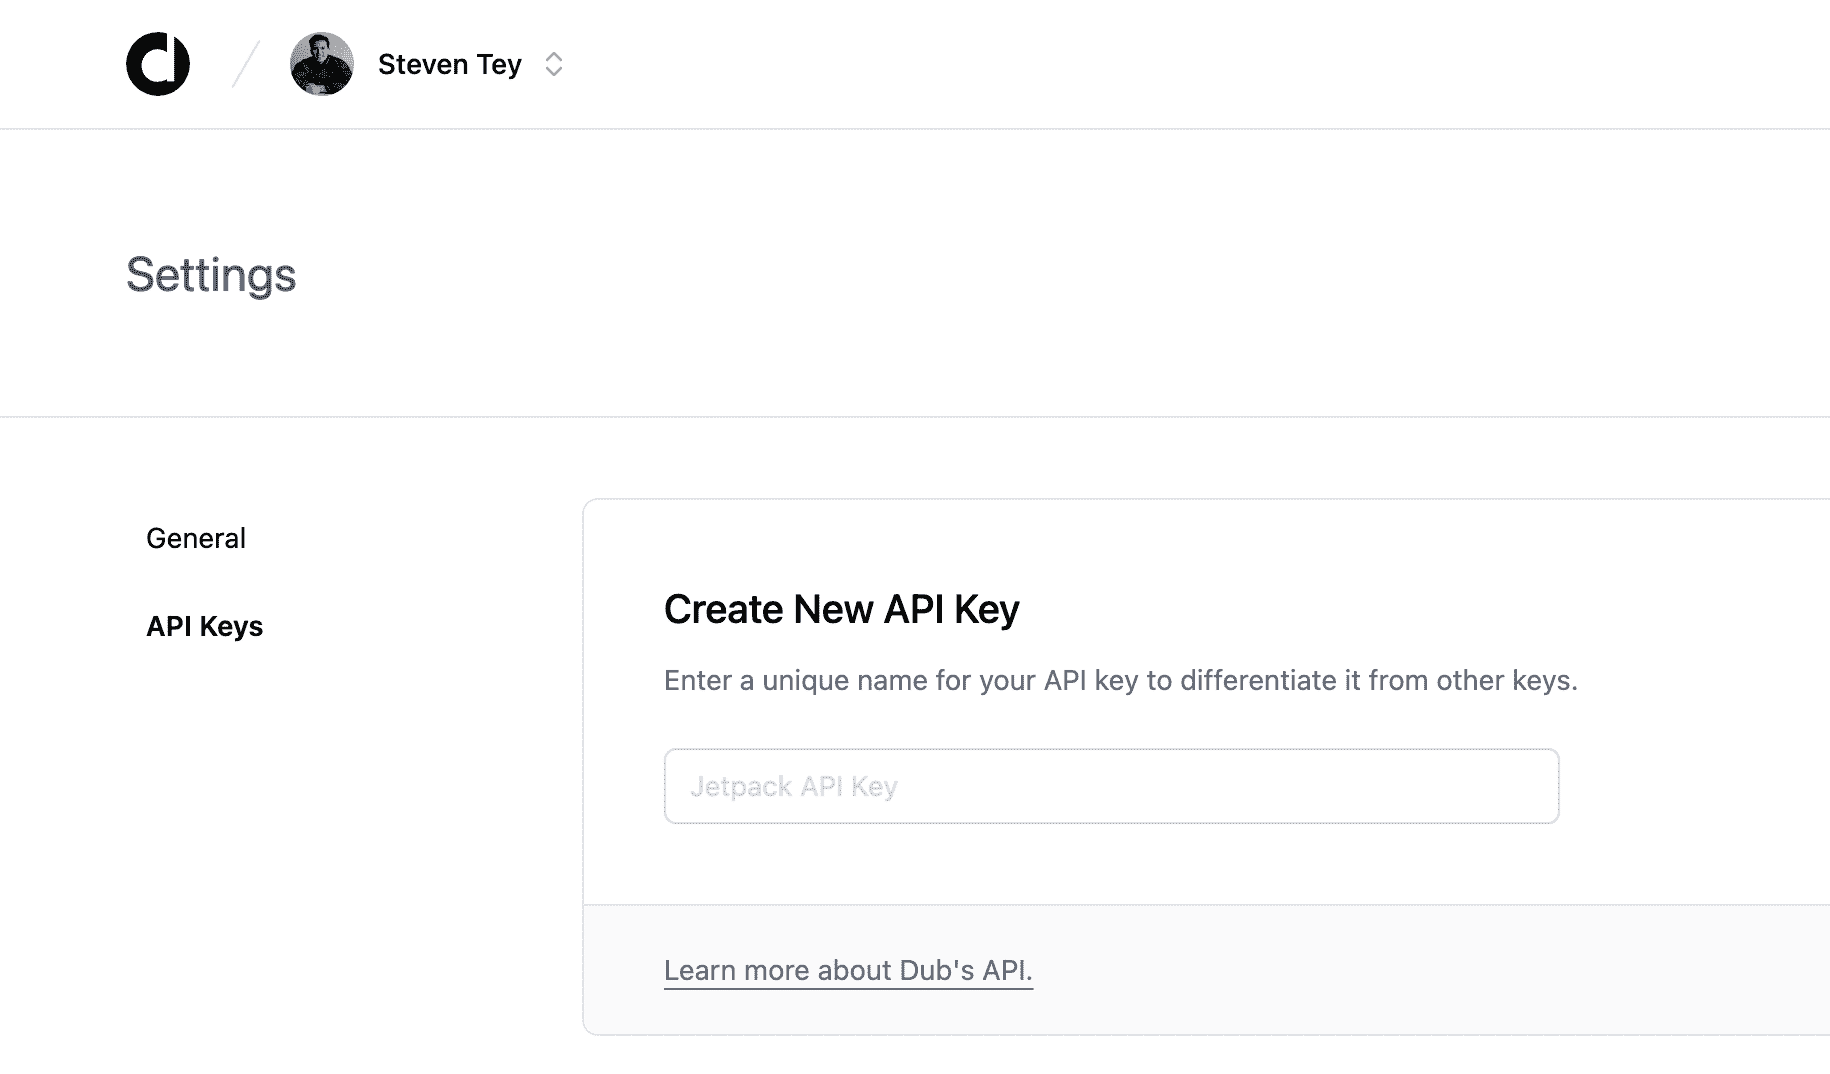 Steven Tey
Settings
General
API Keys
Create New API Key
Enter a unique name for your API key to differentiate it from other keys.
Jetpack API Key
Learn more about Dub's API.